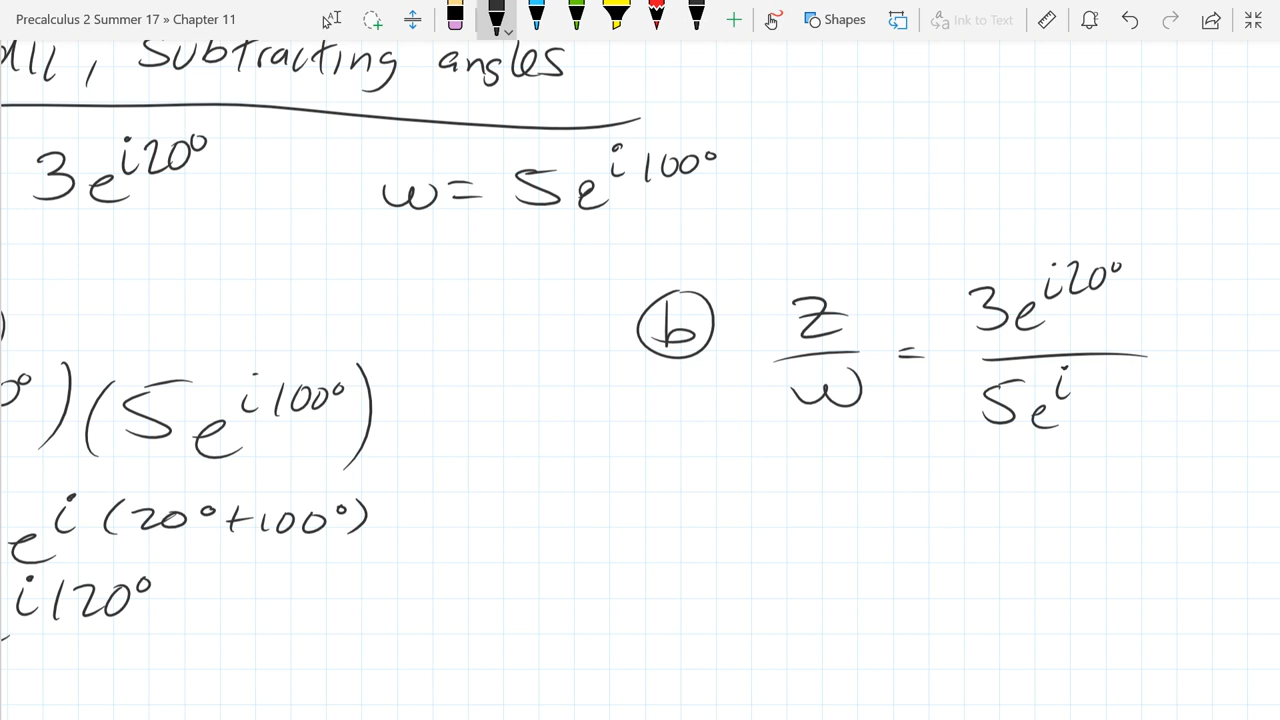 Precalculus 2 Summer 17 » Chapter 11
Shapes
Ink to Text
, Subtracting angles
3e^{i20°} w = 5e^{i100°}
ⓑ z/w = 3e^{i20°}/5e^{i}
0°)(5e^{i100°})
e^{i(20°+100°)}
i120°